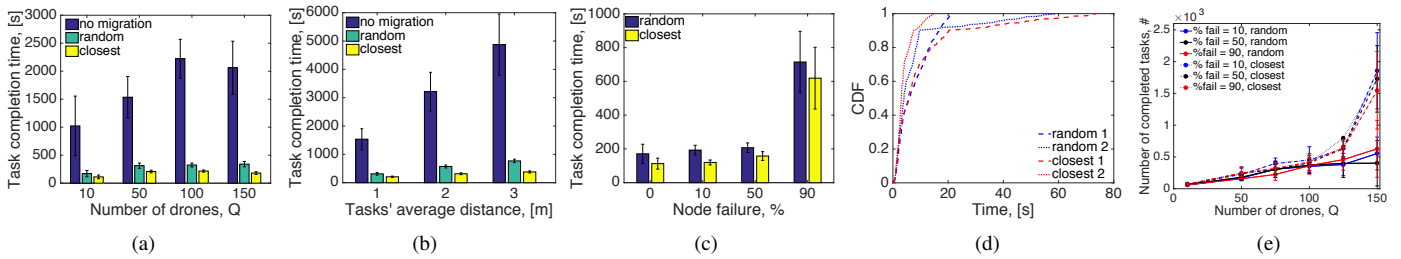 Task completion time, [s]
3000
2500
2000
1500
1000
500
0
no migration
random
closest
10 50 100 150
Number of drones, Q
(a)
Task completion time, [s]
6000
5000
4000
3000
2000
1000
0
no migration
random
closest
1 2 3
Tasks' average distance, [m]
(b)
Task completion time, [s]
1000
800
600
400
200
0
random
closest
0 10 50 90
Node failure, %
(c)
CDF
1
0.8
0.6
0.4
0.2
0
random 1
random 2
closest 1
closest 2
0 20 40 60 80
Time, [s]
(d)
Number of completed tasks, #
×10³
2.5
2
1.5
1
0.5
0
% fail = 10, random
% fail = 50, random
%fail = 90, random
% fail = 10, closest
% fail = 50, closest
%fail = 90, closest
0 50 100 150
Number of drones, Q
(e)